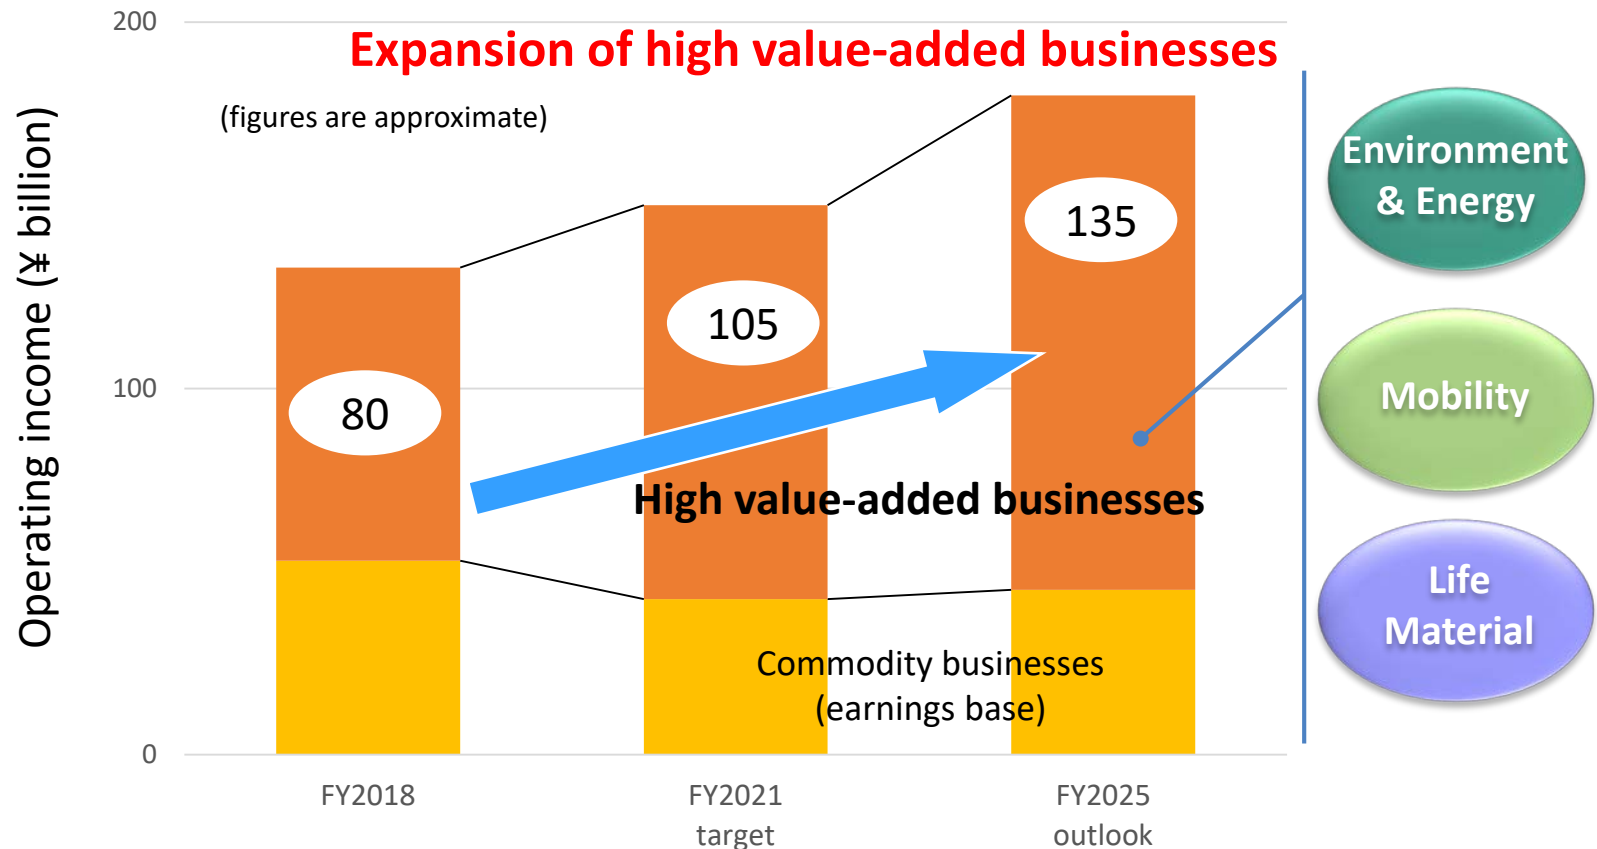 Expansion of high value-added businesses
(figures are approximate)
Operating income (¥ billion)
200
100
0
80
105
135
High value-added businesses
Commodity businesses
(earnings base)
FY2018
FY2021
target
FY2025
outlook
Environment
& Energy
Mobility
Life
Material